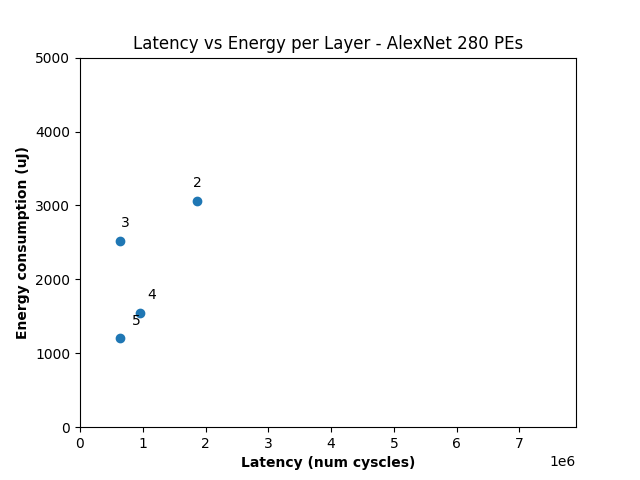 Latency vs Energy per Layer - AlexNet 280 PEs
5000
4000
3000
2000
1000
0
Energy consumption (uJ)
2
3
4
5
0 1 2 3 4 5 6 7
1e6
Latency (num cyscles)